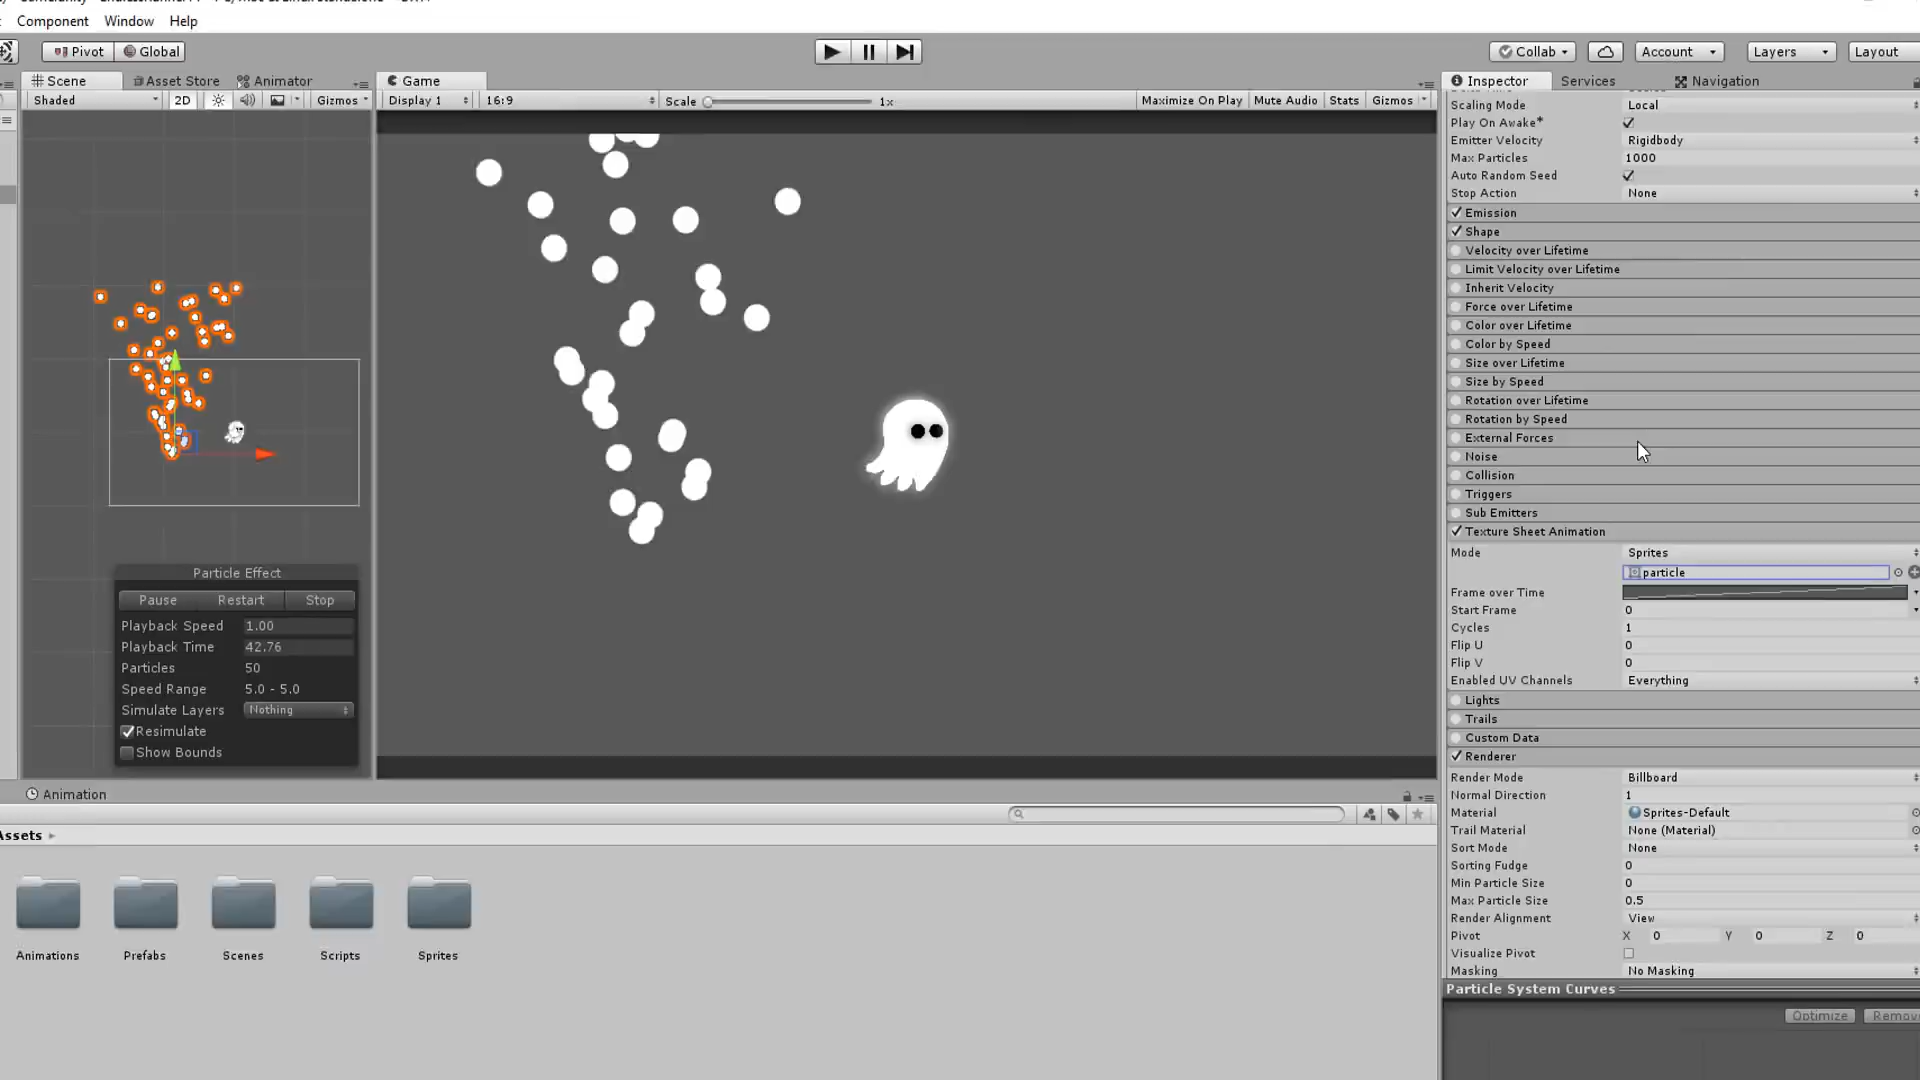 Component Window Help
Pivot Global
Collab Account Layers Layout
Scene Asset Store Animator Game
Inspector Services Navigation
Shaded 2D Gizmos
Display 1 16:9 Scale 1x Maximize On Play Mute Audio Stats Gizmos
Scaling Mode Local
Play On Awake*
Emitter Velocity Rigidbody
Max Particles 1000
Auto Random Seed
Stop Action None
Emission
Shape
Velocity over Lifetime
Limit Velocity over Lifetime
Inherit Velocity
Force over Lifetime
Color over Lifetime
Color by Speed
Size over Lifetime
Size by Speed
Rotation over Lifetime
Rotation by Speed
External Forces
Noise
Collision
Triggers
Sub Emitters
Texture Sheet Animation
Mode Sprites
particle
Frame over Time
Start Frame 0
Cycles 1
Flip U 0
Flip V 0
Enabled UV Channels Everything
Lights
Trails
Custom Data
Renderer
Render Mode Billboard
Normal Direction 1
Material Sprites-Default
Trail Material None (Material)
Sort Mode None
Sorting Fudge 0
Min Particle Size 0
Max Particle Size 0.5
Render Alignment View
Pivot X 0 Y 0 Z 0
Visualize Pivot
Masking No Masking
Particle System Curves
Optimize Remov
Particle Effect
Pause Restart Stop
Playback Speed 1.00
Playback Time 42.76
Particles 50
Speed Range 5.0 - 5.0
Simulate Layers Nothing
Resimulate
Show Bounds
Animation
Assets
Animations Prefabs Scenes Scripts Sprites